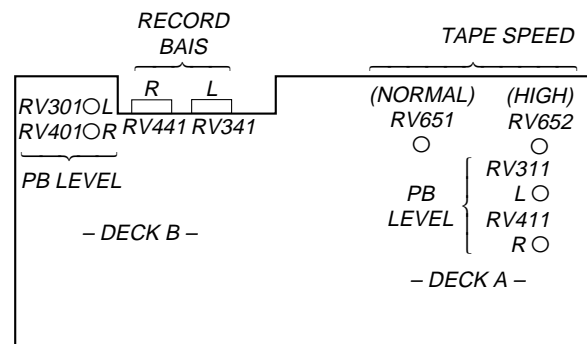 RECORD
BAIS
R L
RV441 RV341
RV301 L
RV401 R
PB LEVEL
– DECK B –
TAPE SPEED
(NORMAL) (HIGH)
RV651 RV652
RV311
PB L
LEVEL RV411
R
– DECK A –